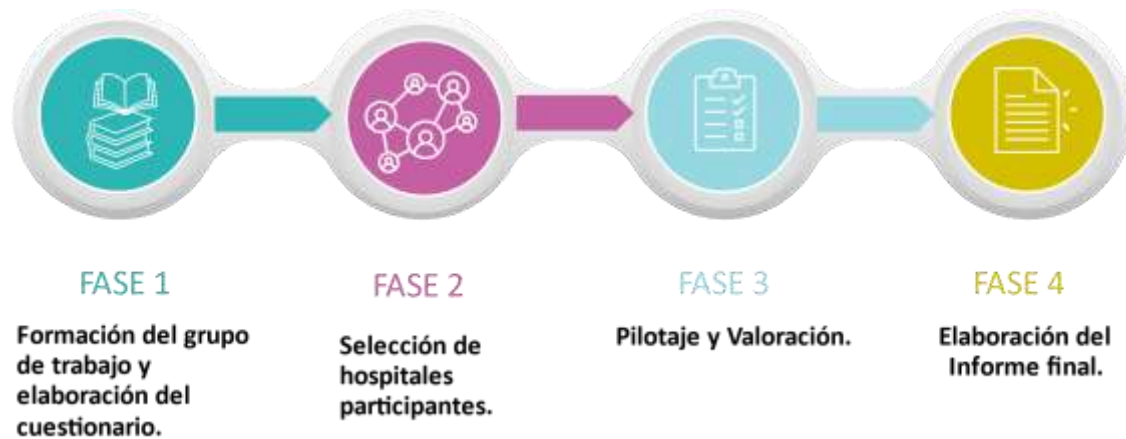 FASE 1
Formación del grupo
de trabajo y
elaboración del
cuestionario.
FASE 2
Selección de
hospitales
participantes.
FASE 3
Pilotaje y Valoración.
FASE 4
Elaboración del
Informe final.